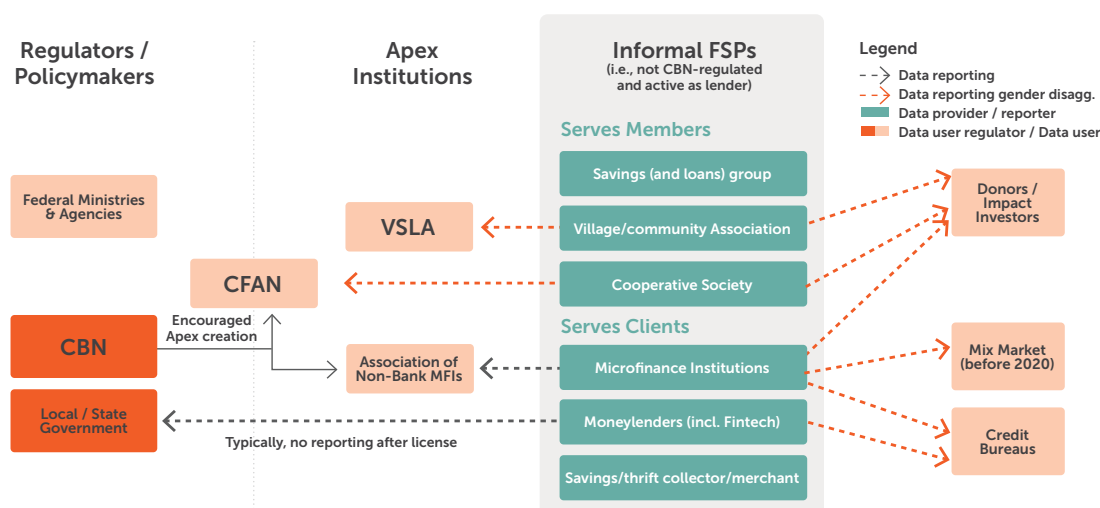 Regulators /
Policymakers
Apex
Institutions
Informal FSPs
(i.e., not CBN-regulated
and active as lender)
Legend
Data reporting
Data reporting gender disagg.
Data provider / reporter
Data user regulator / Data user
Serves Members
Savings (and loans) group
Federal Ministries
& Agencies
VSLA
Village/community Association
Donors /
Impact
Investors
CFAN
Cooperative Society
Encouraged
Apex creation
Serves Clients
CBN
Association of
Non-Bank MFIs
Microfinance Institutions
Mix Market
(before 2020)
Local / State
Government
Typically, no reporting after license
Moneylenders (incl. Fintech)
Credit
Bureaus
Savings/thrift collector/merchant